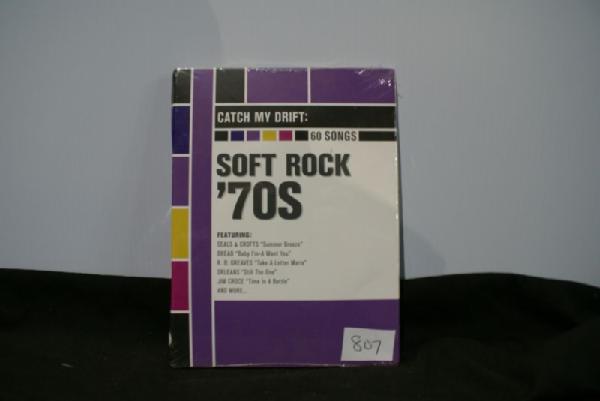 CATCH MY DRIFT:
60 SONGS
SOFT ROCK
'70S
FEATURING:
SEALS & CROFTS "Summer Breeze"
BREAD "Baby I'm-A Want You"
R. B. GREAVES "Take A Letter Maria"
ORLEANS "Still The One"
JIM CROCE "Time In A Bottle"
AND MORE...
807